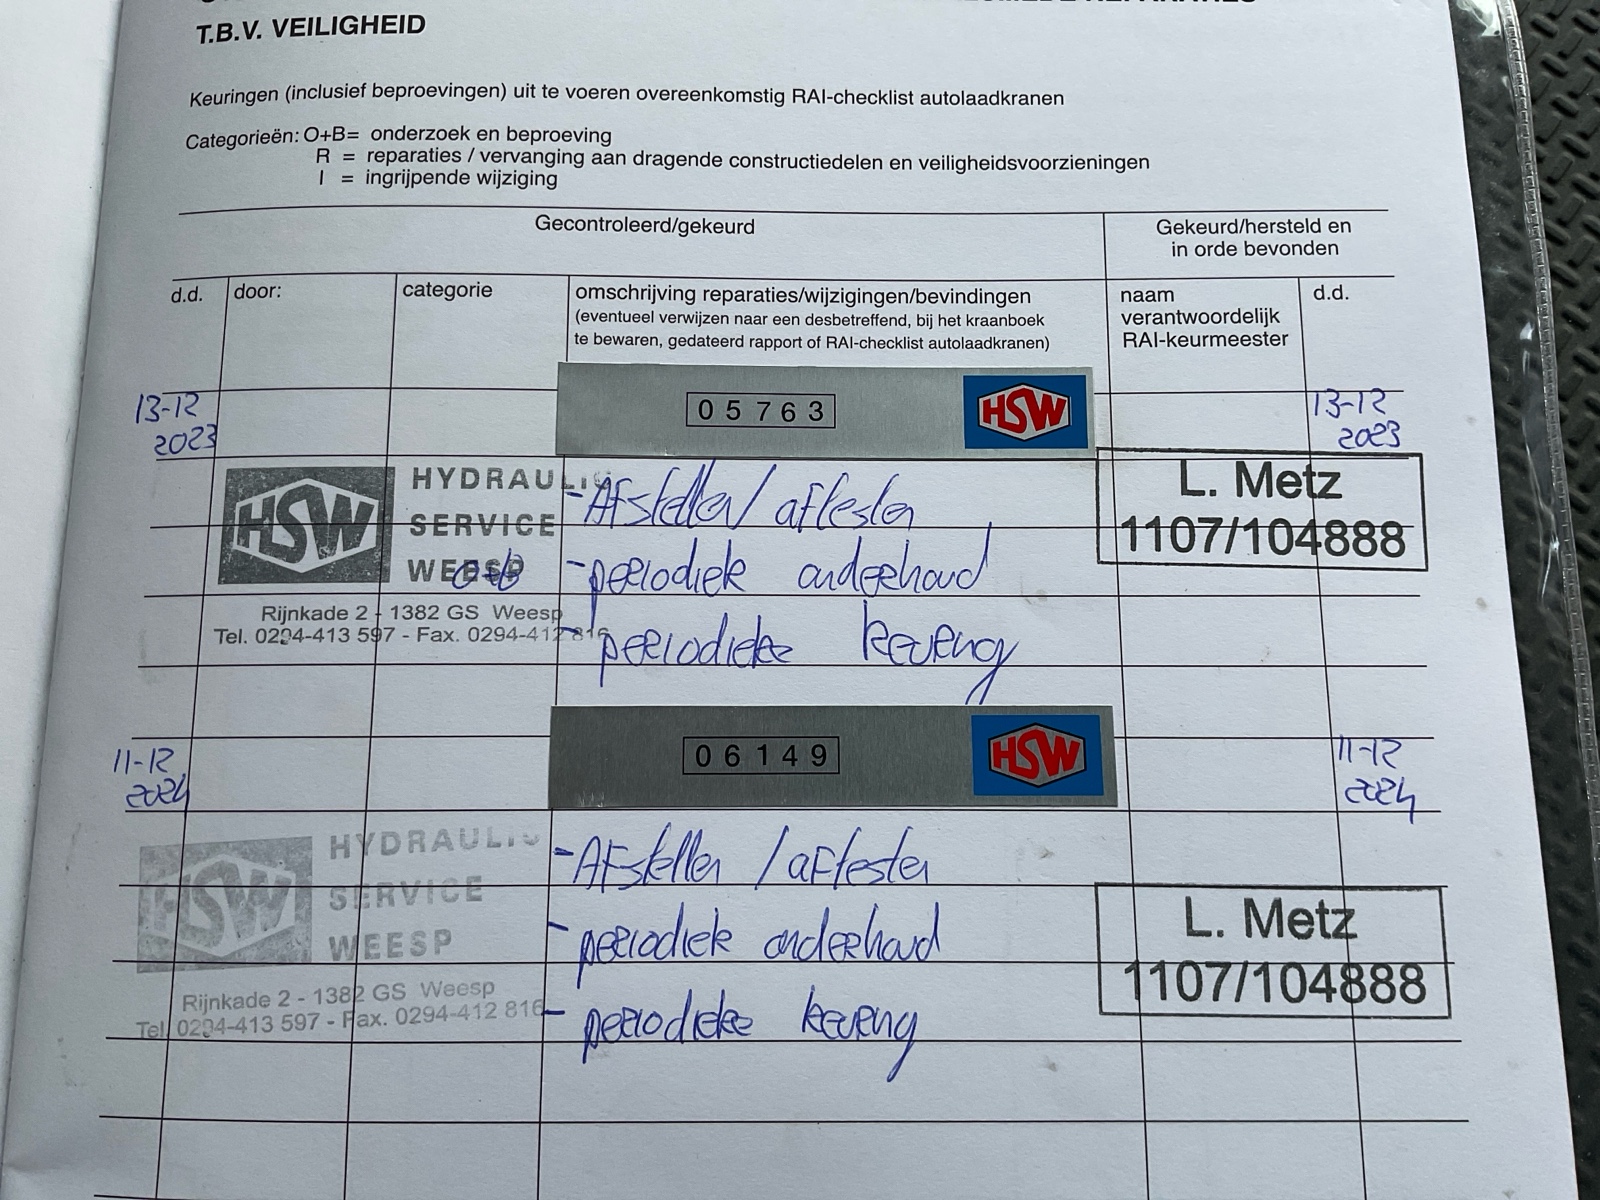 T.B.V. VEILIGHEID
Keuringen (inclusief beproevingen) uit te voeren overeenkomstig RAI-checklist autolaadkranen
Categorieën: O+B= onderzoek en beproeving
R = reparaties / vervanging aan dragende constructiedelen en veiligheidsvoorzieningen
I = ingrijpende wijziging
Gecontroleerd/gekeurd
Gekeurd/hersteld en
in orde bevonden
d.d.
door:
categorie
omschrijving reparaties/wijzigingen/bevindingen
(eventueel verwijzen naar een desbetreffend, bij het kraanboek
te bewaren, gedateerd rapport of RAI-checklist autolaadkranen)
naam
verantwoordelijk
RAI-keurmeester
d.d.
13-12
2023
05763
HSW
13-12
2023
HSW
HYDRAULIC
SERVICE
WEESP
O+B
Rijnkade 2 - 1382 GS Weesp
Tel. 0294-413 597 - Fax. 0294-412 816
- Afstellen / aftesten
- periodiek onderhoud
- periodieke keuring
L. Metz
1107/104888
11-12
2024
06149
HSW
11-12
2024
HSW
HYDRAULIC
SERVICE
WEESP
Rijnkade 2 - 1382 GS Weesp
Tel. 0294-413 597 - Fax. 0294-412 816
- Afstellen / aftesten
- periodiek onderhoud
- periodieke keuring
L. Metz
1107/104888